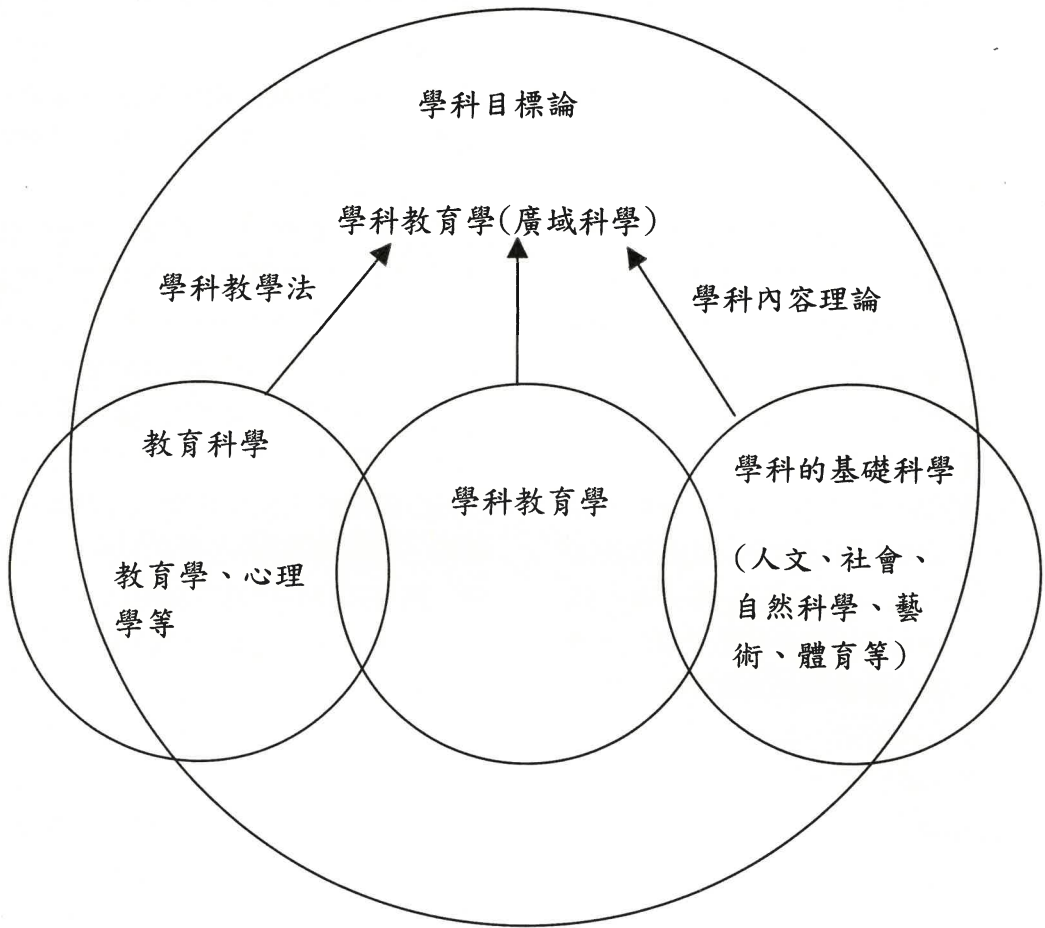 學科目標論
學科教育學(廣域科學)
學科教學法
學科內容理論
教育科學
學科的基礎科學
學科教育學
教育學、心理
學等
(人文、社會、
自然科學、藝
術、體育等)